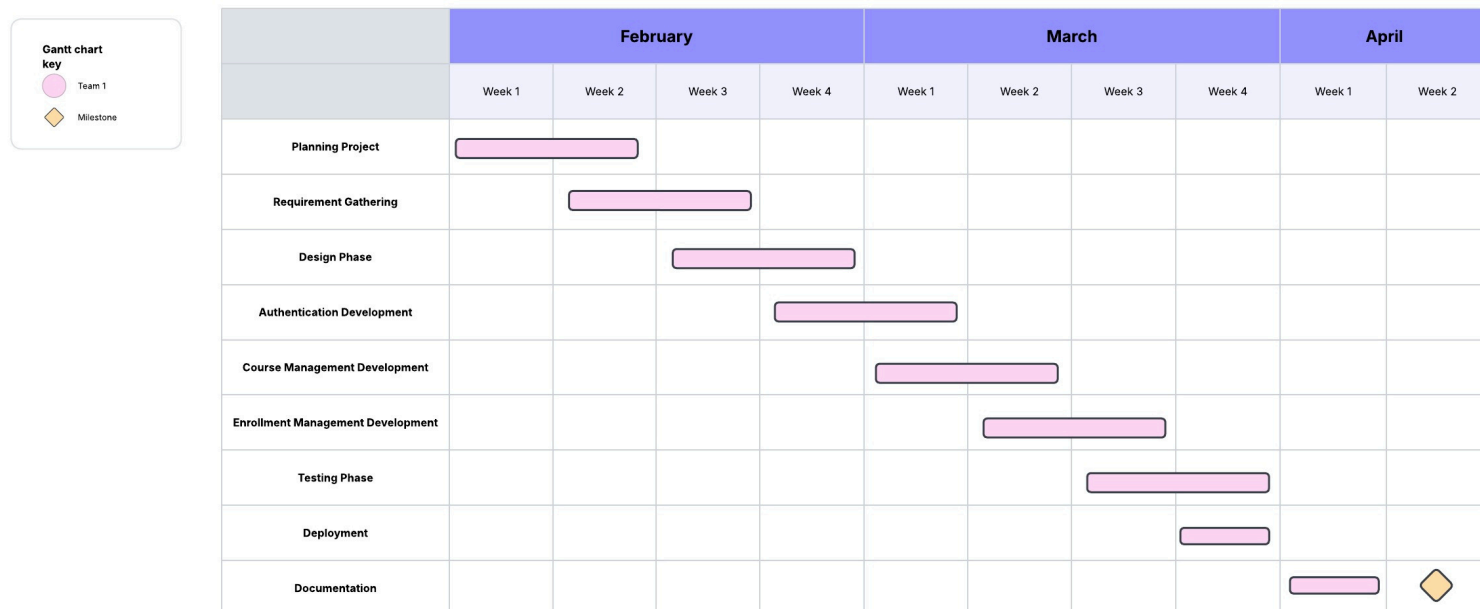 Gantt chart
key
Team 1
Milestone
February March April
Week 1 Week 2 Week 3 Week 4 Week 1 Week 2 Week 3 Week 4 Week 1 Week 2
Planning Project
Requirement Gathering
Design Phase
Authentication Development
Course Management Development
Enrollment Management Development
Testing Phase
Deployment
Documentation